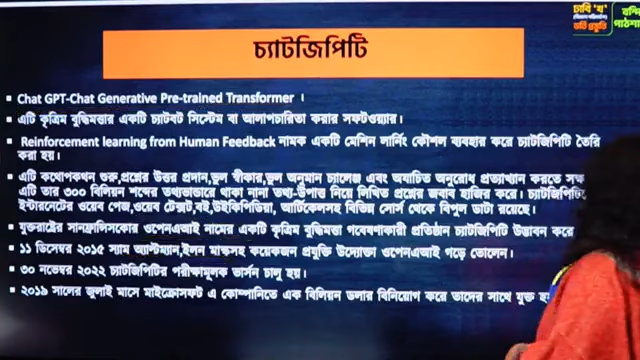 চাবি 'ঘ'
ভর্তি প্রস্তুতি
বন্দি
পাঠশা
চ্যাটজিপিটি
Chat GPT-Chat Generative Pre-trained Transformer ।
এটি কৃত্রিম বুদ্ধিমত্তার একটি চ্যাটবট সিস্টেম বা আলাপচারিতা করার সফটওয়্যার।
Reinforcement learning from Human Feedback নামক একটি মেশিন লার্নিং কৌশল ব্যবহার করে চ্যাটজিপিটি তৈরি
করা হয়।
এটি কথোপকথন শুরু,প্রশ্নের উত্তর প্রদান,ভুল স্বীকার,ভুল অনুমান চ্যালেঞ্জ এবং অযাচিত অনুরোধ প্রত্যাখ্যান করতে সক্ষ
এটি তার ৩০০ বিলিয়ন শব্দের তথ্যভান্ডারে থাকা নানা তথ্য-উপাত্ত নিয়ে লিখিত প্রশ্নের জবাব হাজির করে। চ্যাটজিপিটি
ইন্টারনেটের ওয়েব পেজ,ওয়েব টেক্সট,বই,উইকিপিডিয়া, আর্টিকেলসহ বিভিন্ন সোর্স থেকে বিপুল ডাটা রয়েছে।
যুক্তরাষ্ট্রের সানফ্রান্সিসকোর ওপেনএআই নামের একটি কৃত্রিম বুদ্ধিমত্তা গবেষণাকারী প্রতিষ্ঠান চ্যাটজিপিটি উদ্ভাবন করে
১১ ডিসেম্বর ২০১৫ স্যাম অ্যাল্টম্যান,ইলন মাস্কসহ কয়েকজন প্রযুক্তি উদ্যোক্তা ওপেনএআই গড়ে তোলেন।
৩০ নভেম্বর ২০২২ চ্যাটজিপিটির পরীক্ষামূলক ভার্সন চালু হয়।
২০১৯ সালের জুলাই মাসে মাইক্রোসফট এ কোম্পানিতে এক বিলিয়ন ডলার বিনিয়োগ করে তাদের সাথে যুক্ত হ